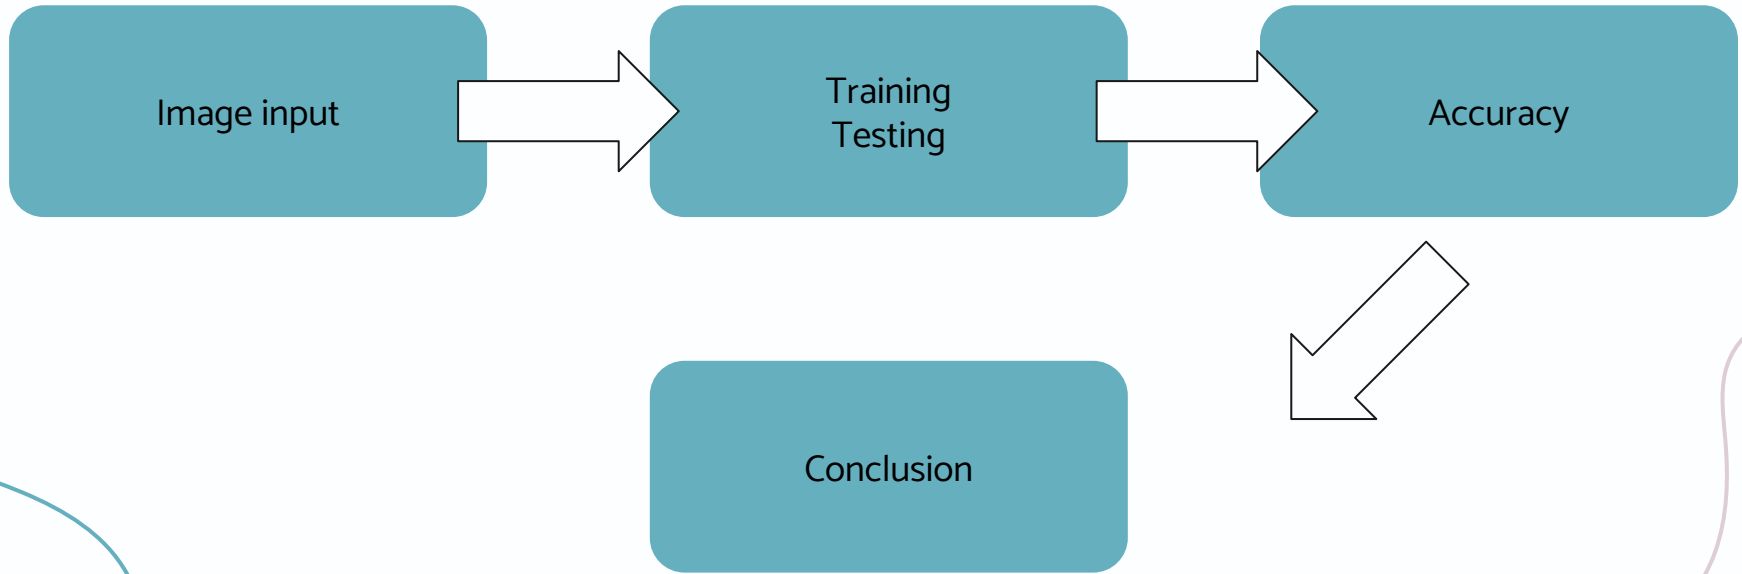 Image input
Training
Testing
Accuracy
Conclusion